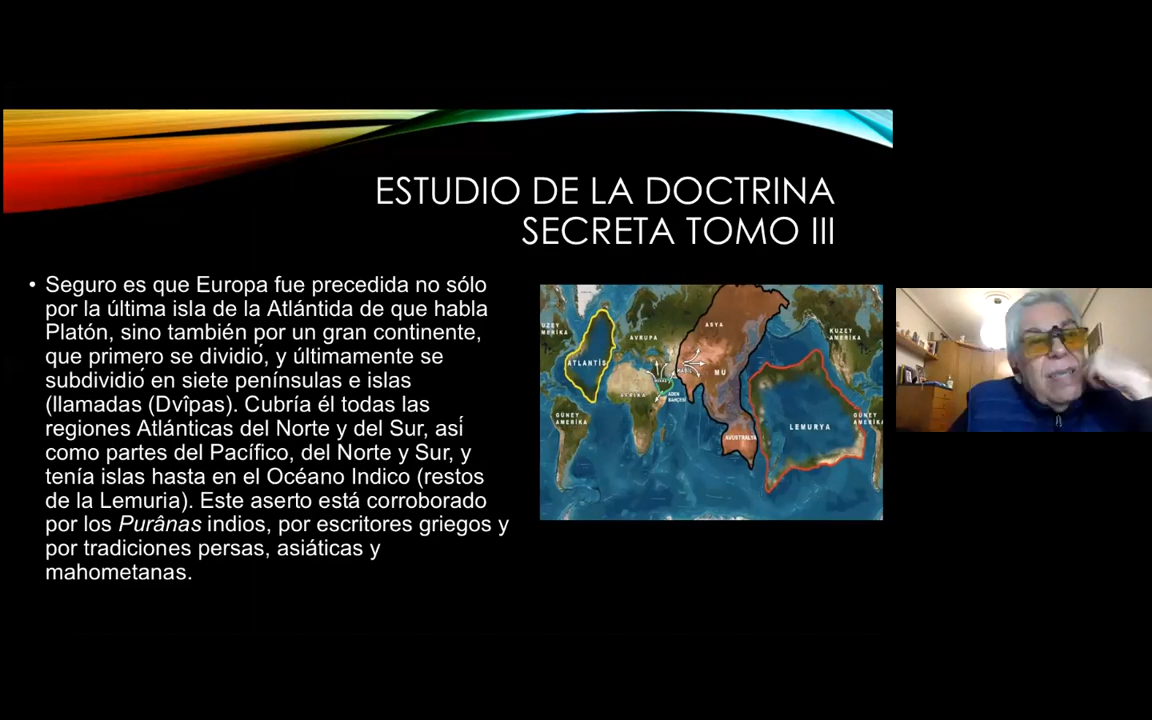 ESTUDIO DE LA DOCTRINA
SECRETA TOMO III
• Seguro es que Europa fue precedida no sólo
por la última isla de la Atlántida de que habla
Platón, sino también por un gran continente,
que primero se dividió, y últimamente se
subdividió en siete penínsulas e islas
(llamadas (Dvîpas). Cubría él todas las
regiones Atlánticas del Norte y del Sur, así
como partes del Pacífico, del Norte y Sur, y
tenía islas hasta en el Océano Indico (restos
de la Lemuria). Este aserto está corroborado
por los Purânas indios, por escritores griegos y
por tradiciones persas, asiáticas y
mahometanas.
UZEY
MERİKA
AVRUPA
ASYA
KUZEY
AMERİKA
ATLANTİS
MU
AFRİKA
ADEN
BAHÇESİ
GÜNEY
AMERİKA
LEMURYA
GÜNEY
AMERİKA
AVUSTRALYA